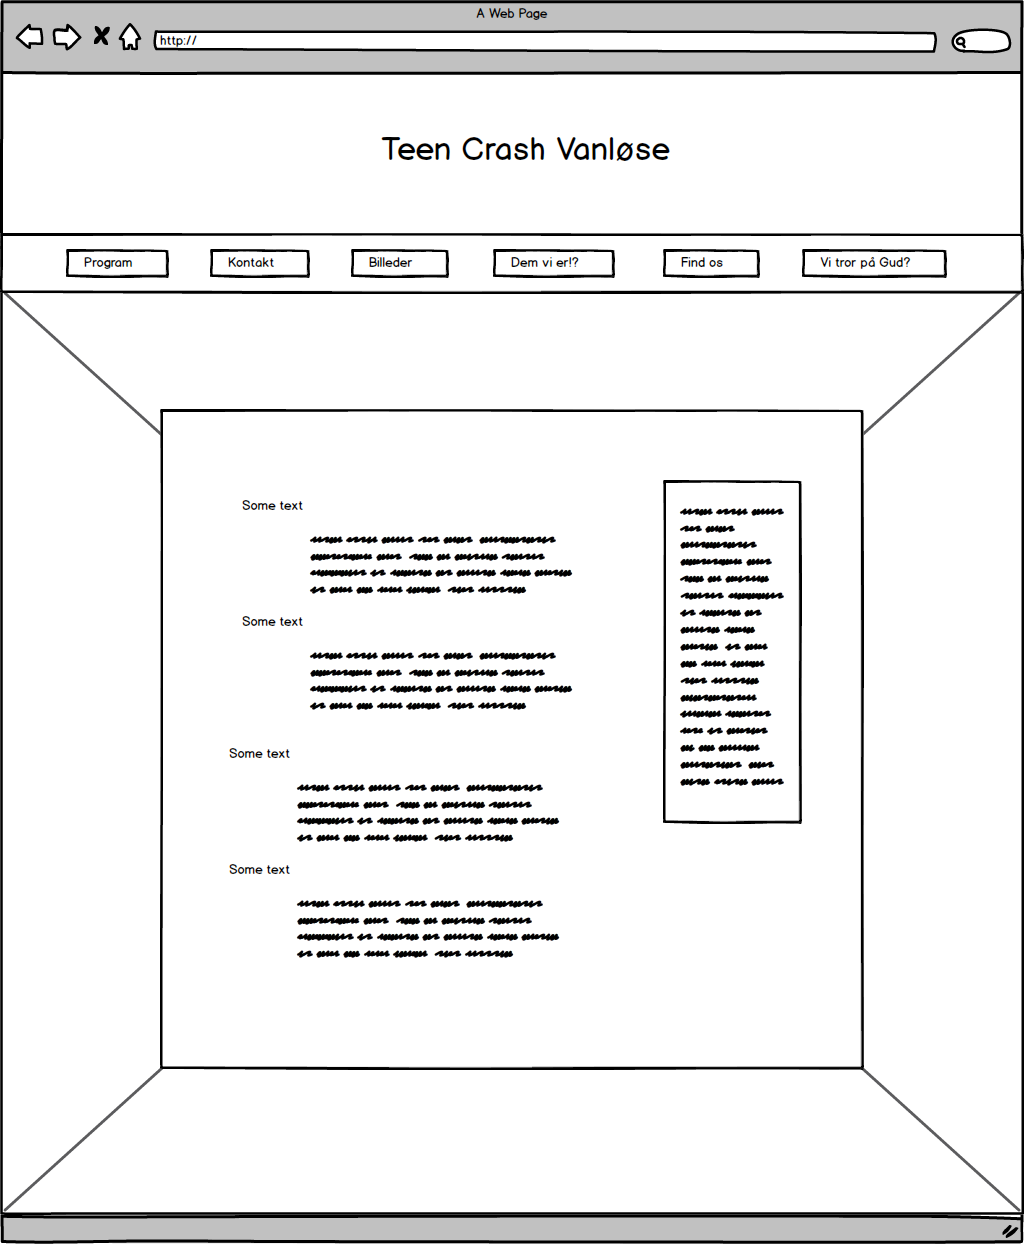 A Web Page
http://
Teen Crash Vanløse
Program
Kontakt
Billeder
Dem vi er!?
Find os
Vi tror på Gud?
Some text
Some text
Some text
Some text